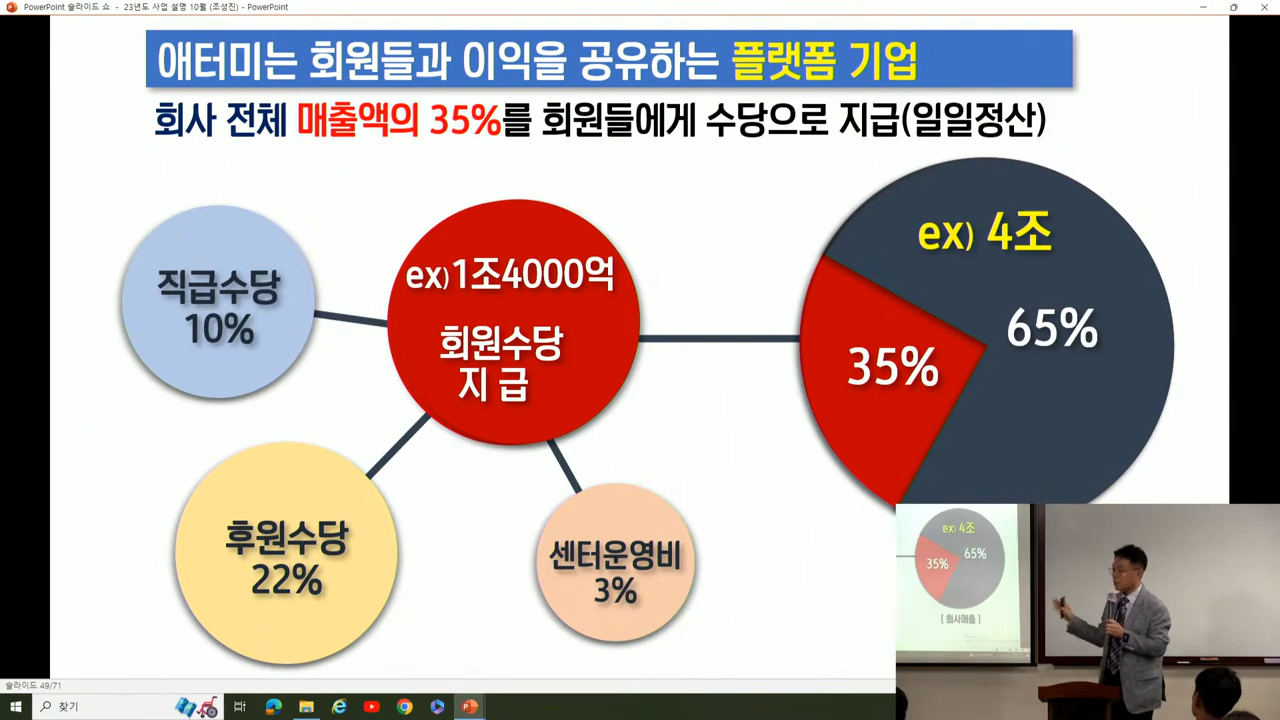 PowerPoint 슬라이드 쇼 - 23년도 사업 설명 10월 (조성진) - PowerPoint
애터미는 회원들과 이익을 공유하는 플랫폼 기업
회사 전체 매출액의 35%를 회원들에게 수당으로 지급(일일정산)
직급수당
10%
ex)1조4000억
회원수당
지 급
ex) 4조
65%
35%
후원수당
22%
센터운영비
3%
ex) 4조
65%
35%
[ 회사매출 ]
슬라이드 49/71
찾기